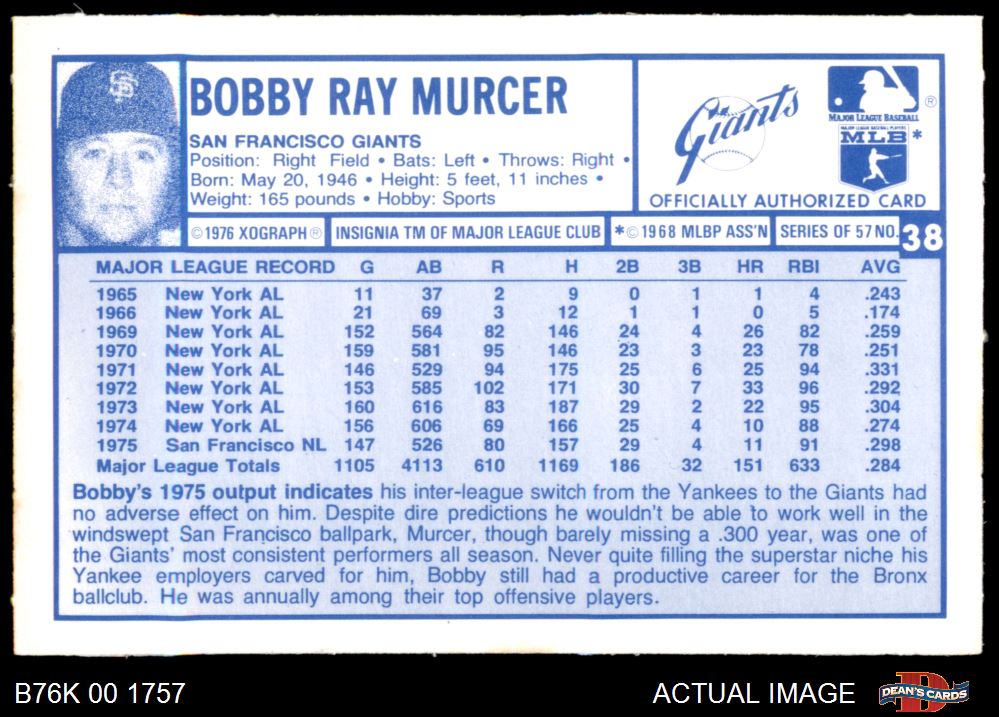 SF
BOBBY RAY MURCER
SAN FRANCISCO GIANTS
Position: Right Field • Bats: Left • Throws: Right •
Born: May 20, 1946 • Height: 5 feet, 11 inches •
Weight: 165 pounds • Hobby: Sports
Giants
®
MAJOR LEAGUE BASEBALL
MAJOR LEAGUE BASEBALL PLAYERS
MLB *
OFFICIALLY AUTHORIZED CARD
©1976 XOGRAPH® INSIGNIA TM OF MAJOR LEAGUE CLUB *©1968 MLBP ASS'N SERIES OF 57 NO. 38
MAJOR LEAGUE RECORD G AB R H 2B 3B HR RBI AVG
1965 New York AL 11 37 2 9 0 1 1 4 .243
1966 New York AL 21 69 3 12 1 1 0 5 .174
1969 New York AL 152 564 82 146 24 4 26 82 .259
1970 New York AL 159 581 95 146 23 3 23 78 .251
1971 New York AL 146 529 94 175 25 6 25 94 .331
1972 New York AL 153 585 102 171 30 7 33 96 .292
1973 New York AL 160 616 83 187 29 2 22 95 .304
1974 New York AL 156 606 69 166 25 4 10 88 .274
1975 San Francisco NL 147 526 80 157 29 4 11 91 .298
Major League Totals 1105 4113 610 1169 186 32 151 633 .284
Bobby's 1975 output indicates his inter-league switch from the Yankees to the Giants had
no adverse effect on him. Despite dire predictions he wouldn't be able to work well in the
windswept San Francisco ballpark, Murcer, though barely missing a .300 year, was one of
the Giants' most consistent performers all season. Never quite filling the superstar niche his
Yankee employers carved for him, Bobby still had a productive career for the Bronx
ballclub. He was annually among their top offensive players.
B76K 00 1757
ACTUAL IMAGE
D
DEAN'S CARDS